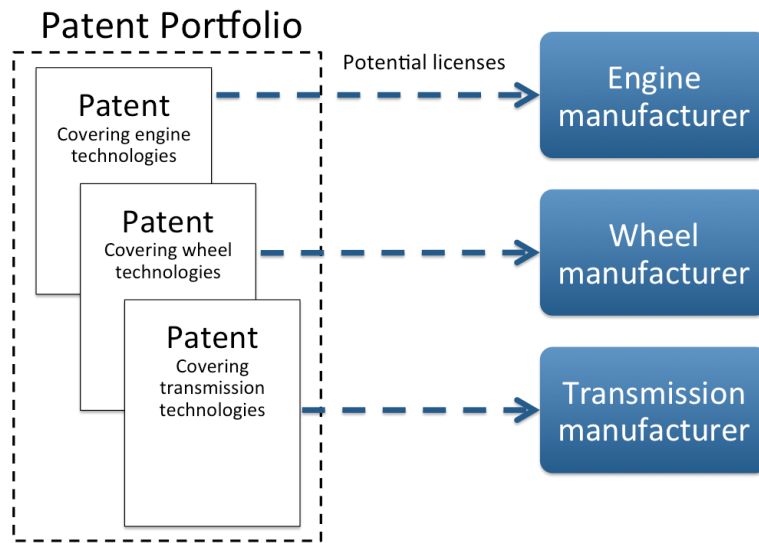 Patent Portfolio
Potential licenses
Patent
Covering engine
technologies
Engine
manufacturer
Patent
Covering wheel
technologies
Wheel
manufacturer
Patent
Covering
transmission
technologies
Transmission
manufacturer